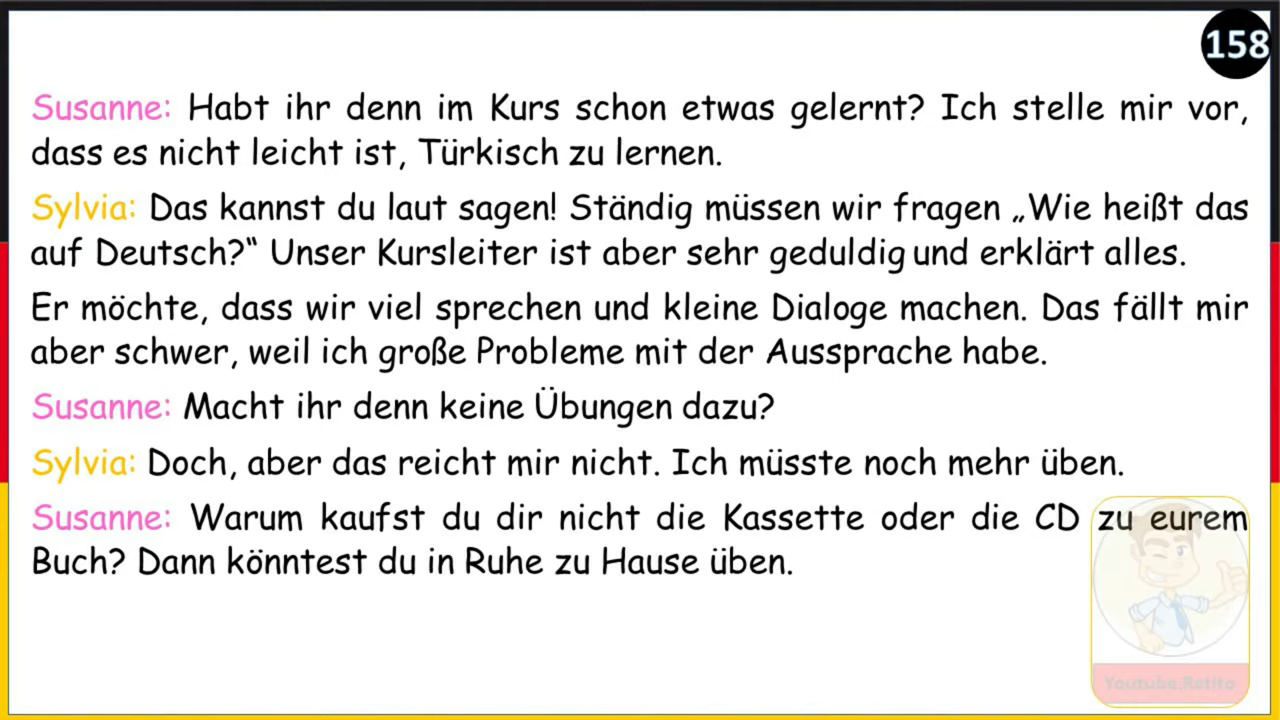 158
Susanne: Habt ihr denn im Kurs schon etwas gelernt? Ich stelle mir vor,
dass es nicht leicht ist, Türkisch zu lernen.
Sylvia: Das kannst du laut sagen! Ständig müssen wir fragen „Wie heißt das
auf Deutsch?“ Unser Kursleiter ist aber sehr geduldig und erklärt alles.
Er möchte, dass wir viel sprechen und kleine Dialoge machen. Das fällt mir
aber schwer, weil ich große Probleme mit der Aussprache habe.
Susanne: Macht ihr denn keine Übungen dazu?
Sylvia: Doch, aber das reicht mir nicht. Ich müsste noch mehr üben.
Susanne: Warum kaufst du dir nicht die Kassette oder die CD zu eurem
Buch? Dann könntest du in Ruhe zu Hause üben.
Youtube:Retito